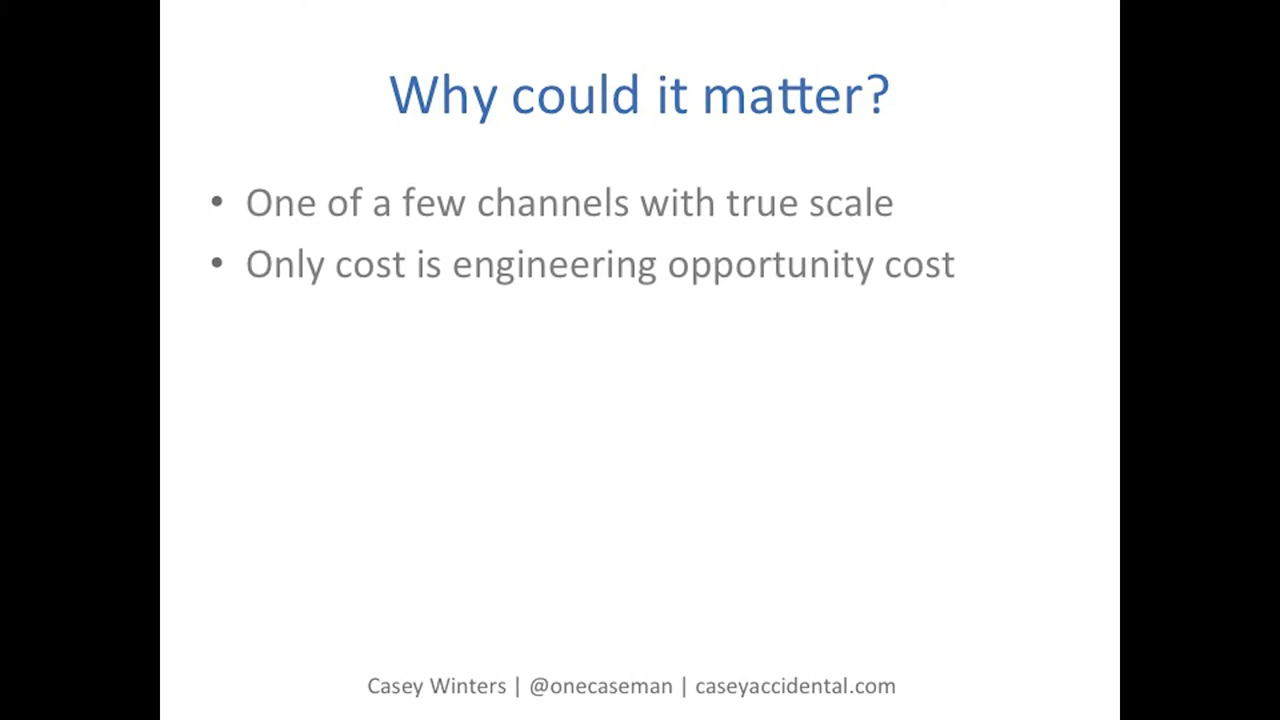 Why could it matter?
• One of a few channels with true scale
• Only cost is engineering opportunity cost
Casey Winters | @onecaseman | caseyaccidental.com